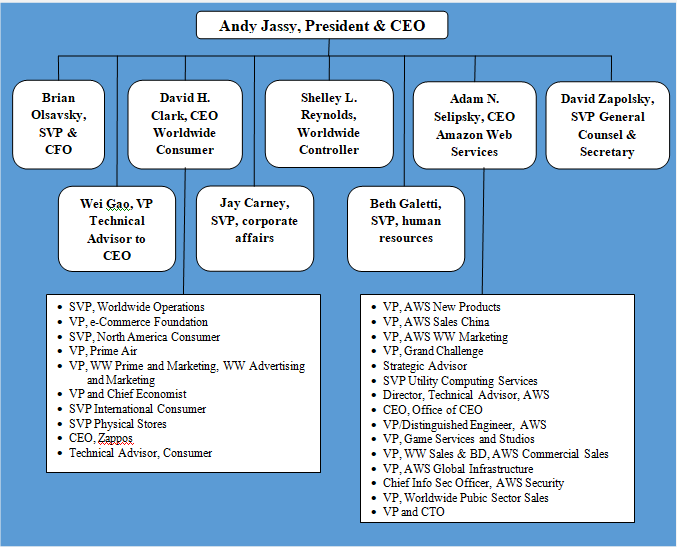 Andy Jassy, President & CEO
Brian
Olsavsky,
SVP &
CFO
David H.
Clark, CEO
Worldwide
Consumer
Shelley L.
Reynolds,
Worldwide
Controller
Adam N.
Selipsky, CEO
Amazon Web
Services
David Zapolsky,
SVP General
Counsel &
Secretary
Wei Gao, VP
Technical
Advisor to
CEO
Jay Carney,
SVP, corporate
affairs
Beth Galetti,
SVP, human
resources
• SVP, Worldwide Operations
• VP, e-Commerce Foundation
• SVP, North America Consumer
• VP, Prime Air
• VP, WW Prime and Marketing, WW Advertising
and Marketing
• VP and Chief Economist
• SVP International Consumer
• SVP Physical Stores
• CEO, Zappos
• Technical Advisor, Consumer
• VP, AWS New Products
• VP, AWS Sales China
• VP, AWS WW Marketing
• VP, Grand Challenge
• Strategic Advisor
• SVP Utility Computing Services
• Director, Technical Advisor, AWS
• CEO, Office of CEO
• VP/Distinguished Engineer, AWS
• VP, Game Services and Studios
• VP, WW Sales & BD, AWS Commercial Sales
• VP, AWS Global Infrastructure
• Chief Info Sec Officer, AWS Security
• VP, Worldwide Pubic Sector Sales
• VP and CTO